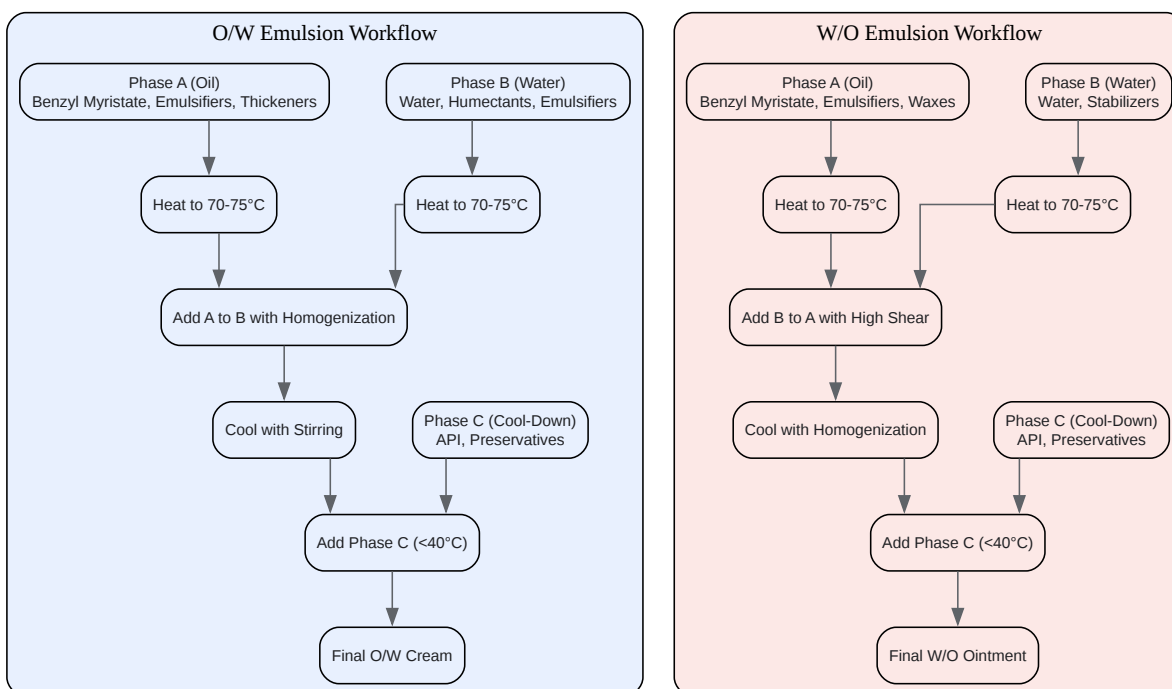 O/W Emulsion Workflow
Phase A (Oil)
Benzyl Myristate, Emulsifiers, Thickeners
Phase B (Water)
Water, Humectants, Emulsifiers
Heat to 70-75°C
Heat to 70-75°C
Add A to B with Homogenization
Cool with Stirring
Phase C (Cool-Down)
API, Preservatives
Add Phase C (<40°C)
Final O/W Cream
W/O Emulsion Workflow
Phase A (Oil)
Benzyl Myristate, Emulsifiers, Waxes
Phase B (Water)
Water, Stabilizers
Heat to 70-75°C
Heat to 70-75°C
Add B to A with High Shear
Cool with Homogenization
Phase C (Cool-Down)
API, Preservatives
Add Phase C (<40°C)
Final W/O Ointment